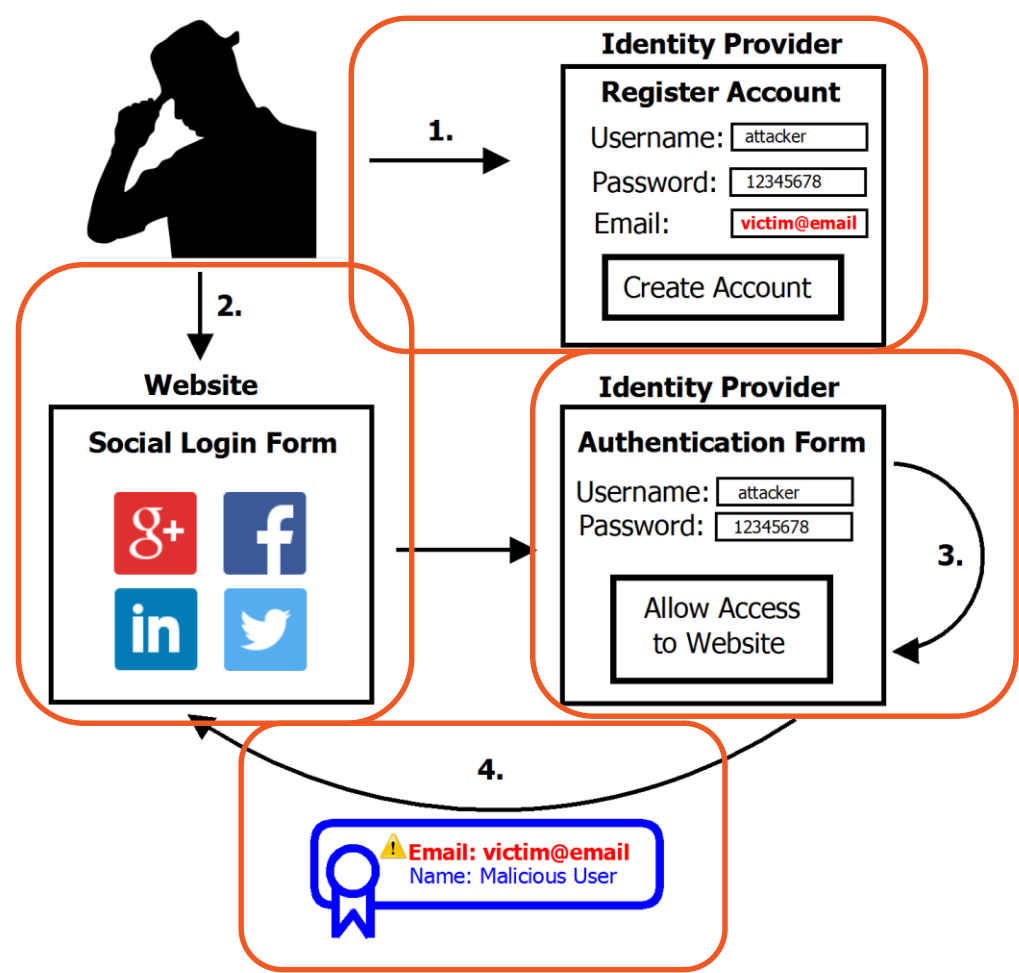 Identity Provider
Register Account
1.
Username: attacker
Password: 12345678
Email: victim@email
Create Account
2.
Website
Social Login Form
g+ f
in
Identity Provider
Authentication Form
Username: attacker
Password: 12345678
3.
Allow Access
to Website
4.
Email: victim@email
Name: Malicious User